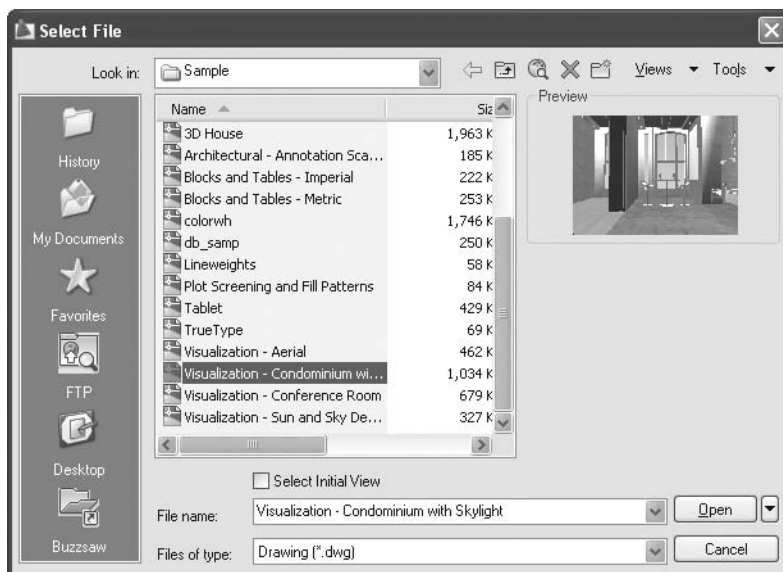 Select File
Look in: Sample Views Tools
Name Siz Preview
3D House 1,963 K
Architectural - Annotation Sca... 185 K
Blocks and Tables - Imperial 222 K
Blocks and Tables - Metric 253 K
colorwh 1,746 K
db_samp 250 K
Lineweights 58 K
Plot Screening and Fill Patterns 84 K
Tablet 429 K
TrueType 69 K
Visualization - Aerial 462 K
Visualization - Condominium wi... 1,034 K
Visualization - Conference Room 679 K
Visualization - Sun and Sky De... 327 K
History
My Documents
Favorites
FTP
Desktop
Buzzsaw
Select Initial View
File name: Visualization - Condominium with Skylight Open
Files of type: Drawing (*.dwg) Cancel